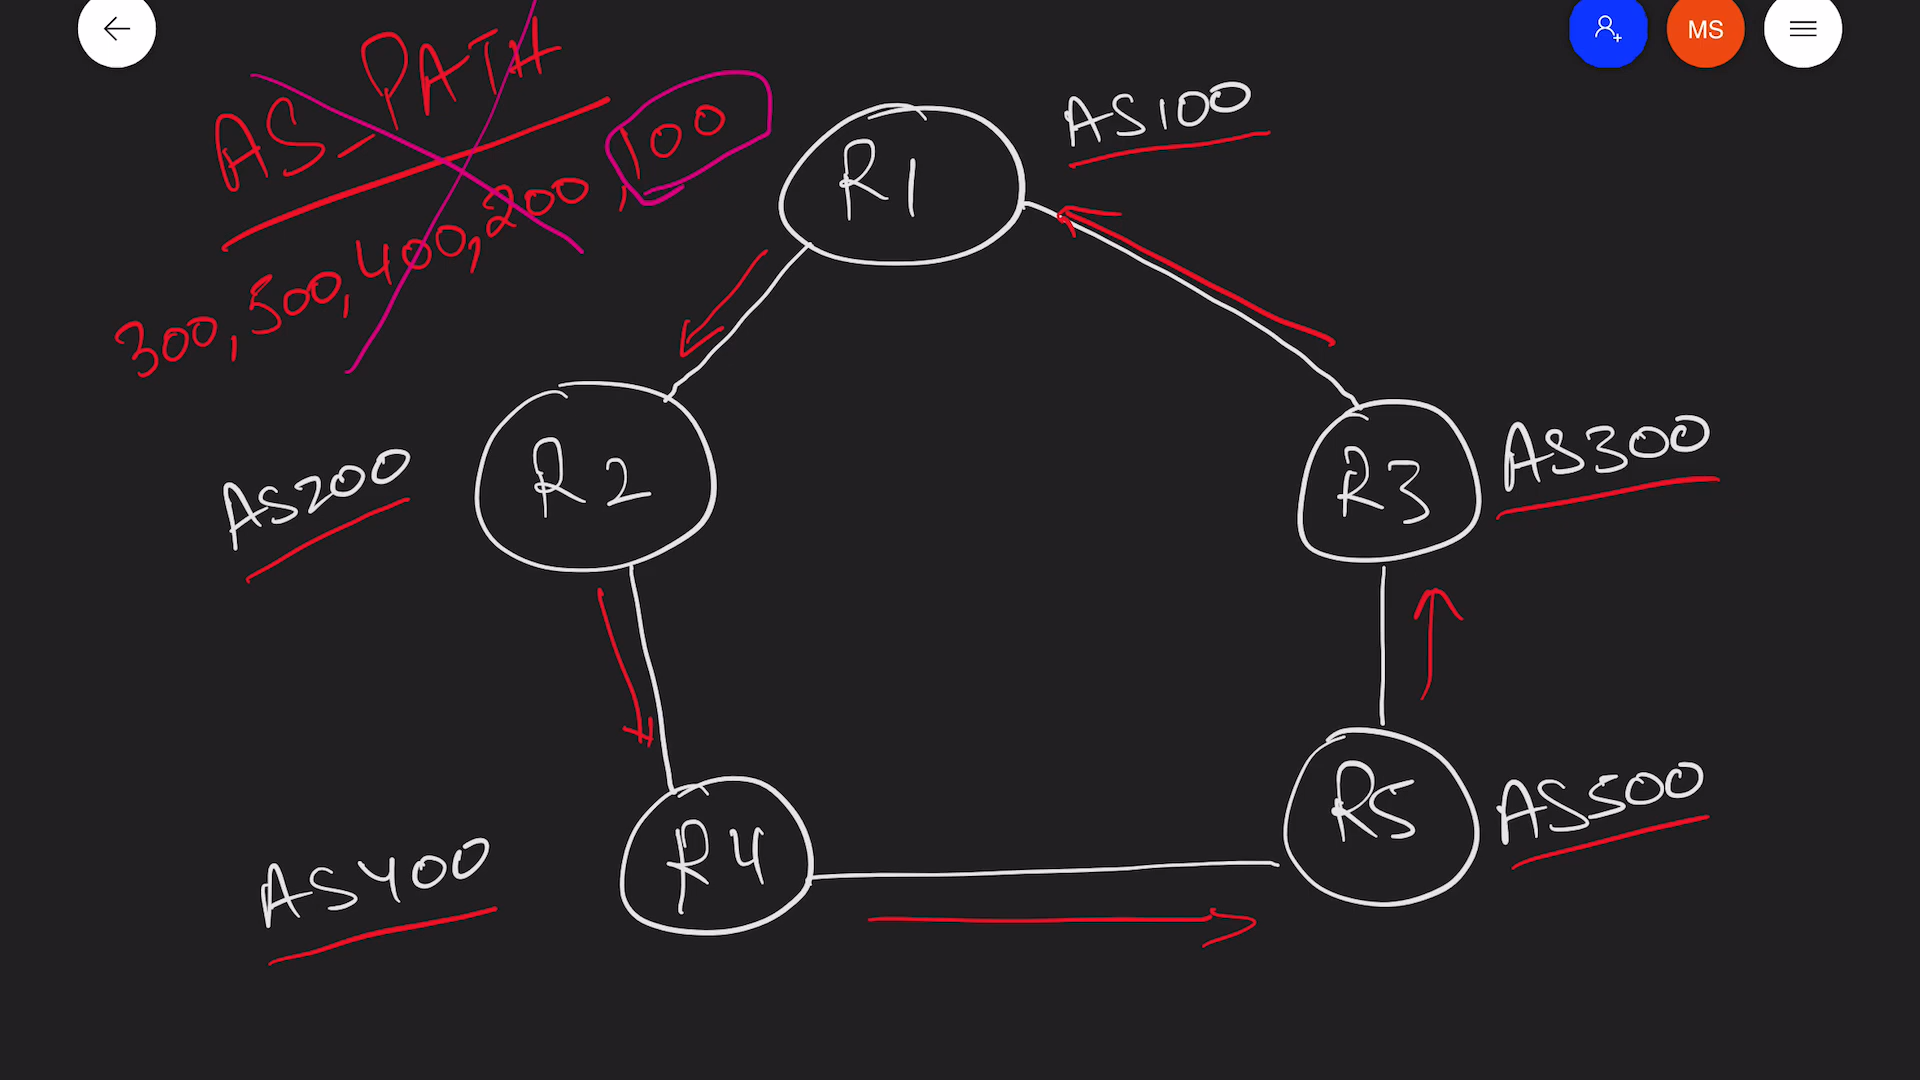 MS
AS_PATH
300, 500, 400, 200, 100
R1
AS100
R2
AS200
R3
AS300
R4
AS400
R5
AS500